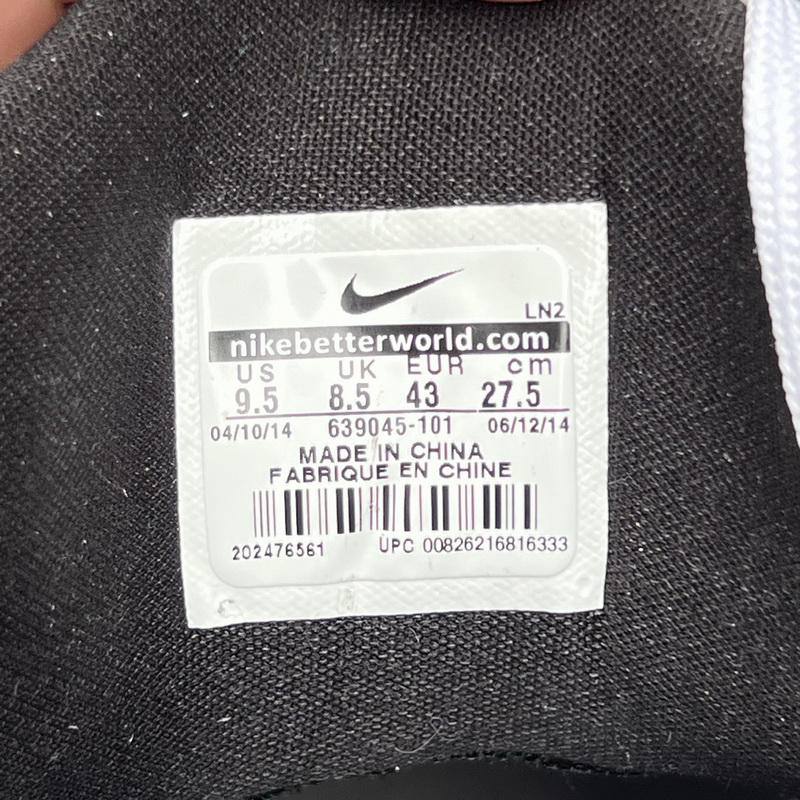 LN2
nikebetterworld.com
US UK EUR cm
9.5 8.5 43 27.5
04/10/14 639045-101 06/12/14
MADE IN CHINA
FABRIQUE EN CHINE
202476561 UPC 00826216816333